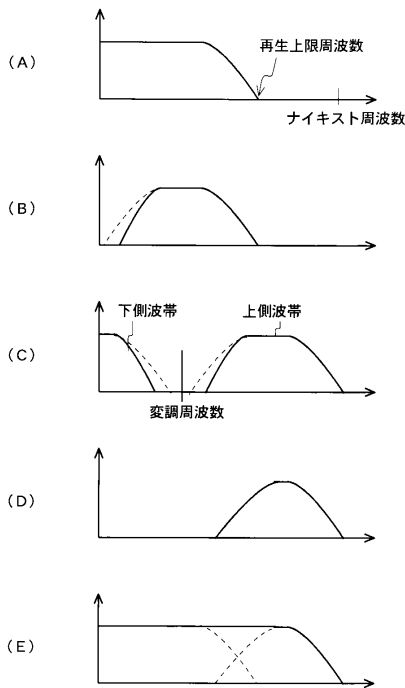 (A)
再生上限周波数
ナイキスト周波数
(B)
(C)
下側波帯
上側波帯
変調周波数
(D)
(E)